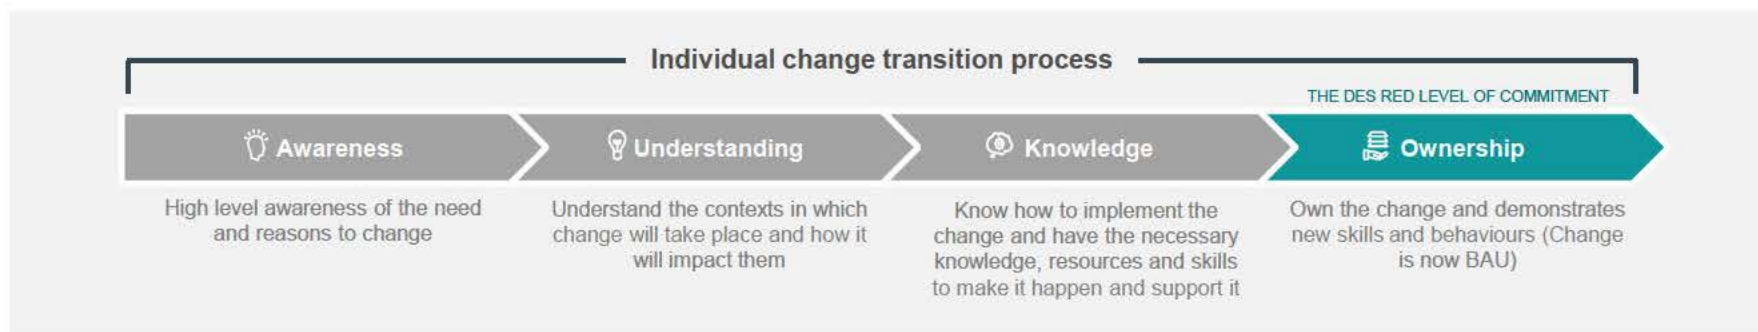 Individual change transition process
THE DES RED LEVEL OF COMMITMENT
Awareness
Understanding
Knowledge
Ownership
High level awareness of the need
and reasons to change
Understand the contexts in which
change will take place and how it
will impact them
Know how to implement the
change and have the necessary
knowledge, resources and skills
to make it happen and support it
Own the change and demonstrates
new skills and behaviours (Change
is now BAU)